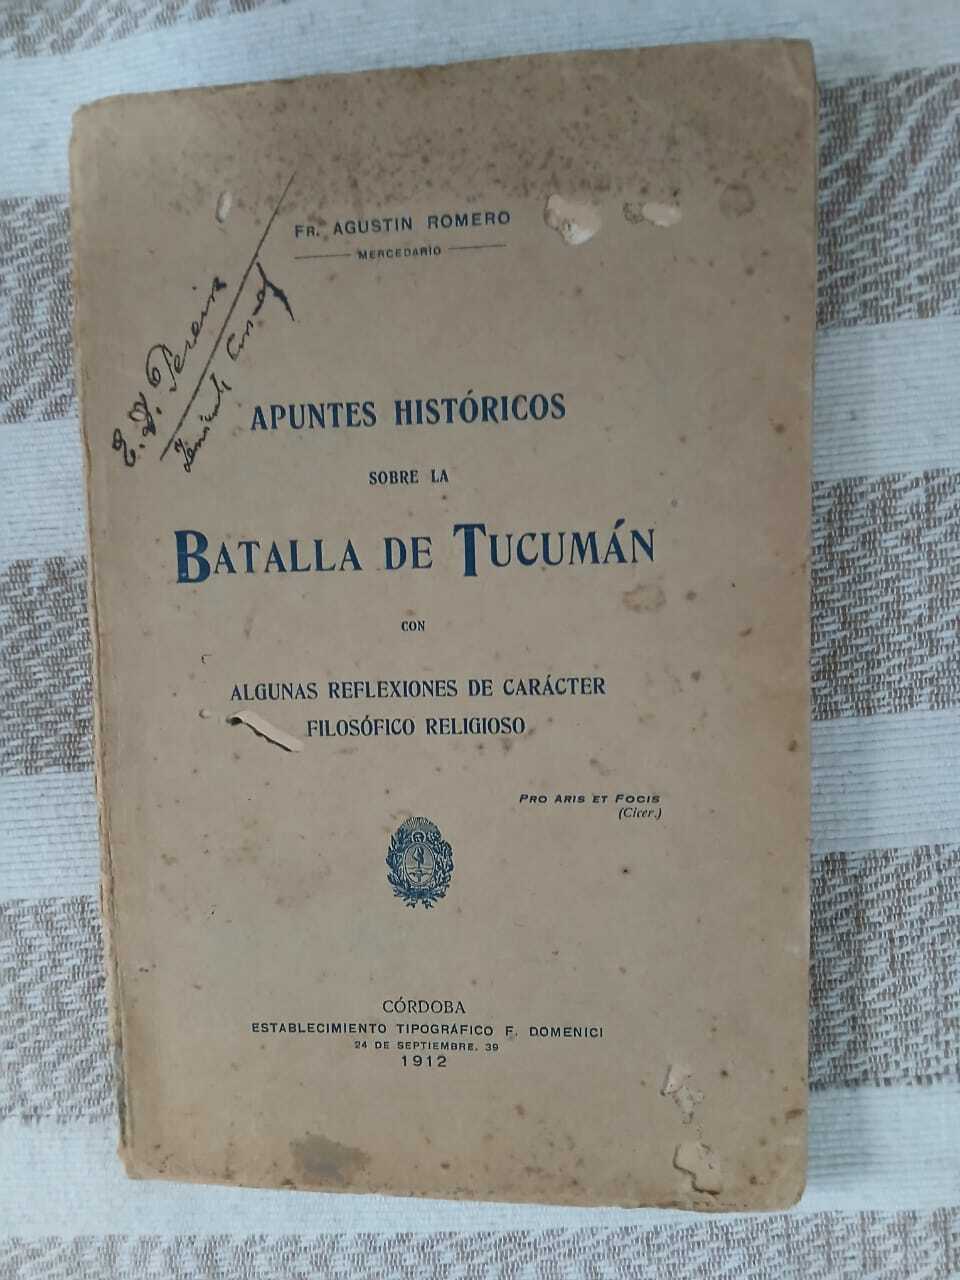 FR. AGUSTIN ROMERO
MERCEDARIO
E. J. Pereira
APUNTES HISTÓRICOS
SOBRE LA
BATALLA DE TUCUMÁN
CON
ALGUNAS REFLEXIONES DE CARÁCTER
FILOSÓFICO RELIGIOSO
PRO ARIS ET FOCIS
(Cicer.)
CÓRDOBA
ESTABLECIMIENTO TIPOGRÁFICO F. DOMENICI
24 DE SEPTIEMBRE, 39
1912